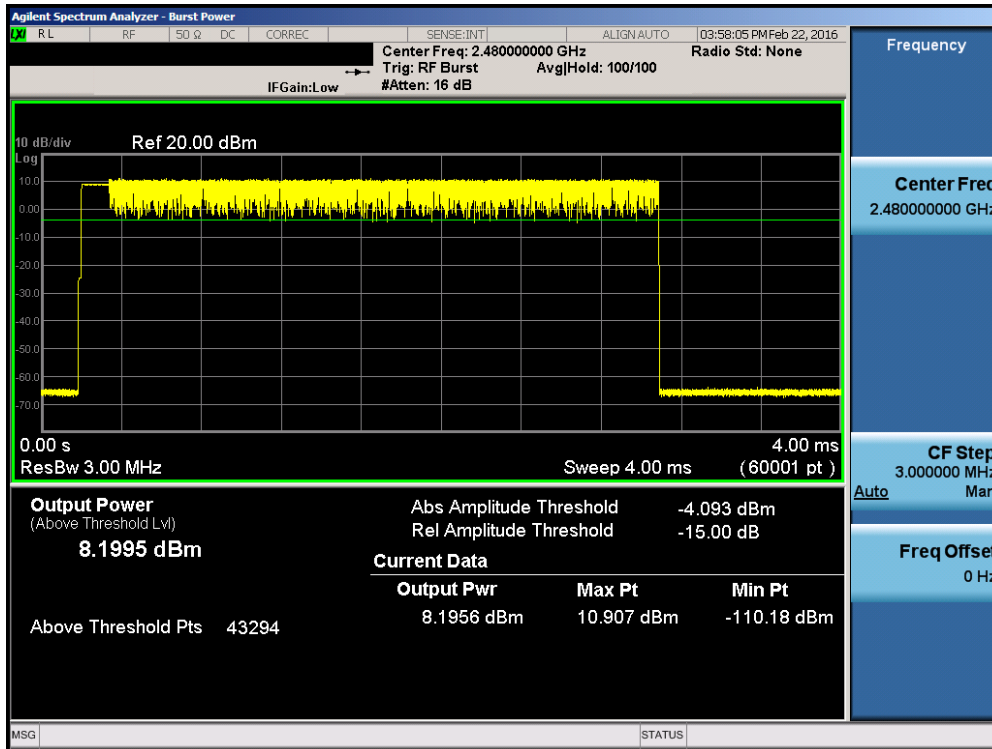 Agilent Spectrum Analyzer - Burst Power
LXI RL RF 50 Ω DC CORREC SENSE:INT ALIGN AUTO 03:58:05 PM Feb 22, 2016
Center Freq: 2.480000000 GHz Radio Std: None
Trig: RF Burst Avg|Hold: 100/100
IFGain:Low #Atten: 16 dB
10 dB/div Ref 20.00 dBm
Log
10.0
0.00
-10.0
-20.0
-30.0
-40.0
-50.0
-60.0
-70.0
0.00 s 4.00 ms
ResBw 3.00 MHz Sweep 4.00 ms (60001 pt)
Output Power
(Above Threshold Lvl)
8.1995 dBm
Above Threshold Pts 43294
Abs Amplitude Threshold -4.093 dBm
Rel Amplitude Threshold -15.00 dB
Current Data
Output Pwr Max Pt Min Pt
8.1956 dBm 10.907 dBm -110.18 dBm
Frequency
Center Freq
2.480000000 GHz
CF Step
3.000000 MHz
Auto Man
Freq Offset
0 Hz
MSG STATUS